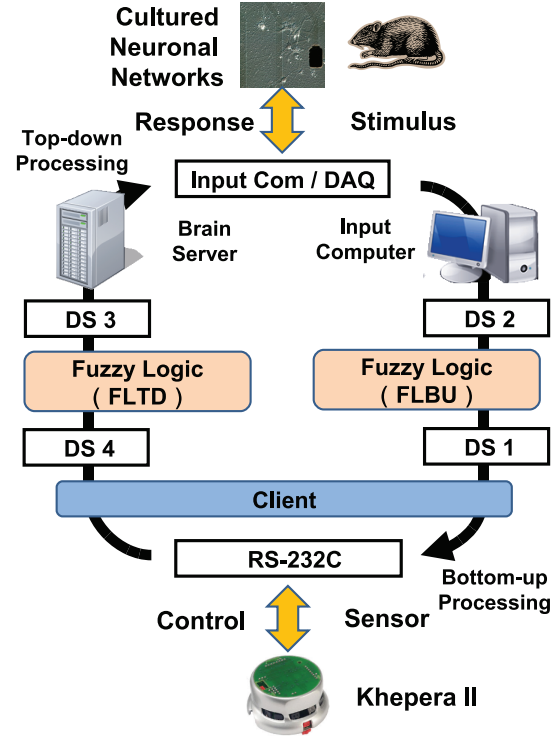 Cultured
Neuronal
Networks
Response
Stimulus
Top-down
Processing
Input Com / DAQ
Brain
Server
Input
Computer
DS 3
DS 2
Fuzzy Logic
( FLTD )
Fuzzy Logic
( FLBU )
DS 4
DS 1
Client
RS-232C
Bottom-up
Processing
Control
Sensor
Khepera II